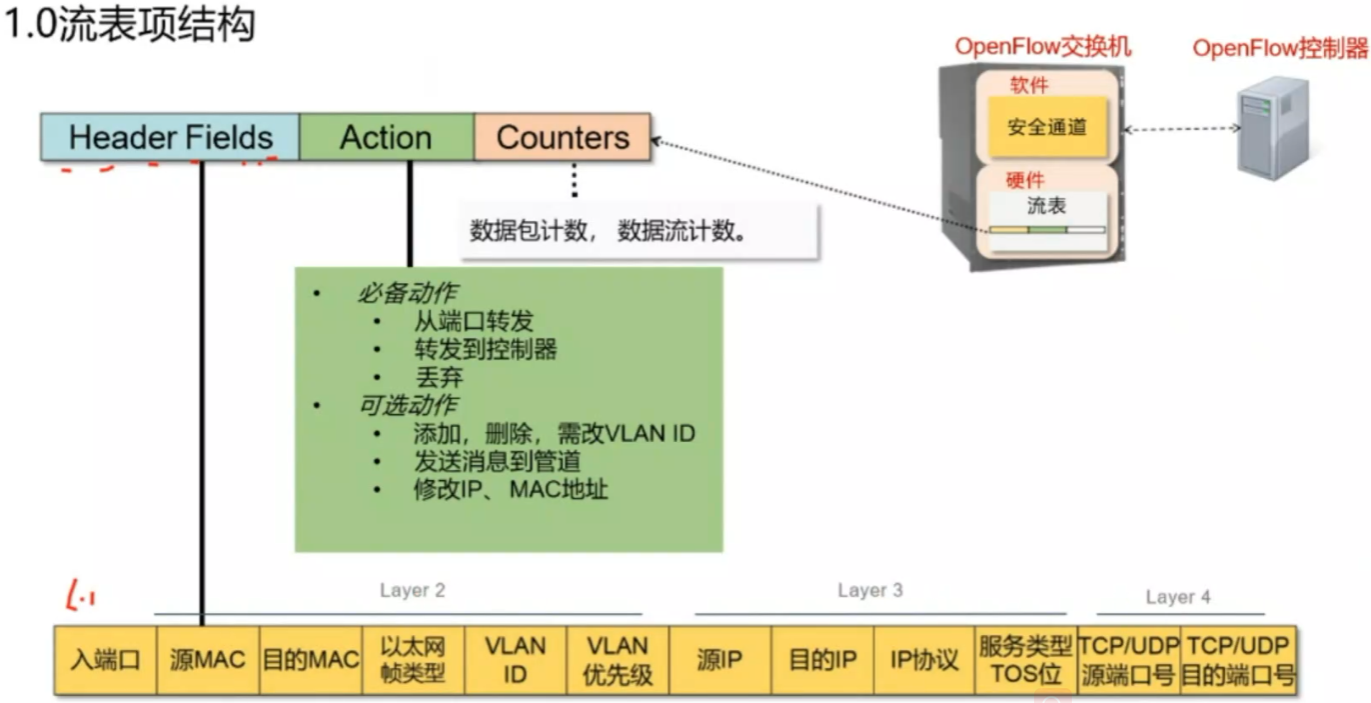 1.0流表项结构
OpenFlow交换机
OpenFlow控制器
软件
安全通道
硬件
流表
Header Fields
Action
Counters
数据包计数， 数据流计数。
• 必备动作
• 从端口转发
• 转发到控制器
• 丢弃
• 可选动作
• 添加，删除，需改VLAN ID
• 发送消息到管道
• 修改IP、MAC地址
Layer 2
Layer 3
Layer 4
入端口
源MAC
目的MAC
以太网
帧类型
VLAN
ID
VLAN
优先级
源IP
目的IP
IP协议
服务类型
TOS位
TCP/UDP
源端口号
TCP/UDP
目的端口号